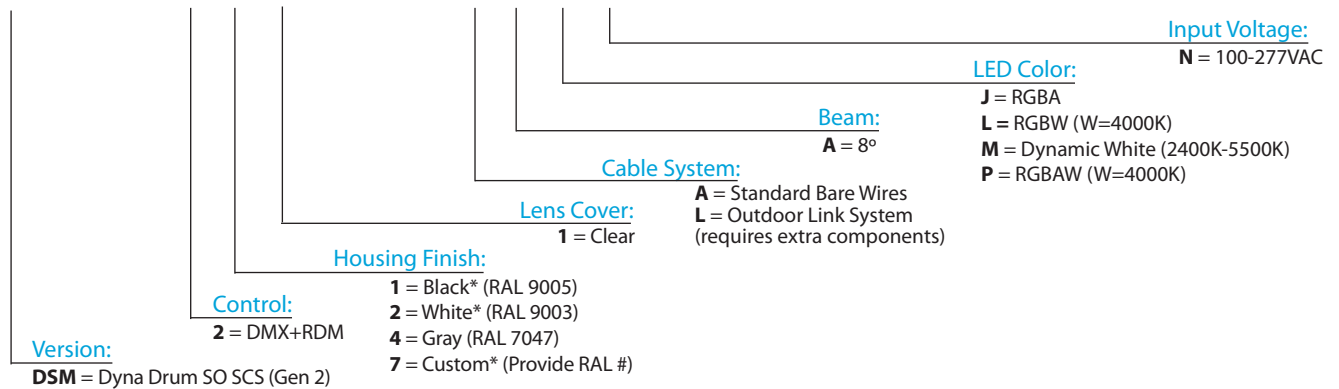 Input Voltage:
N = 100-277VAC
LED Color:
J = RGBA
L = RGBW (W=4000K)
M = Dynamic White (2400K-5500K)
P = RGBAW (W=4000K)
Beam:
A = 8º
Cable System:
A = Standard Bare Wires
L = Outdoor Link System
(requires extra components)
Lens Cover:
1 = Clear
Housing Finish:
1 = Black* (RAL 9005)
2 = White* (RAL 9003)
4 = Gray (RAL 7047)
7 = Custom* (Provide RAL #)
Control:
2 = DMX+RDM
Version:
DSM = Dyna Drum SO SCS (Gen 2)